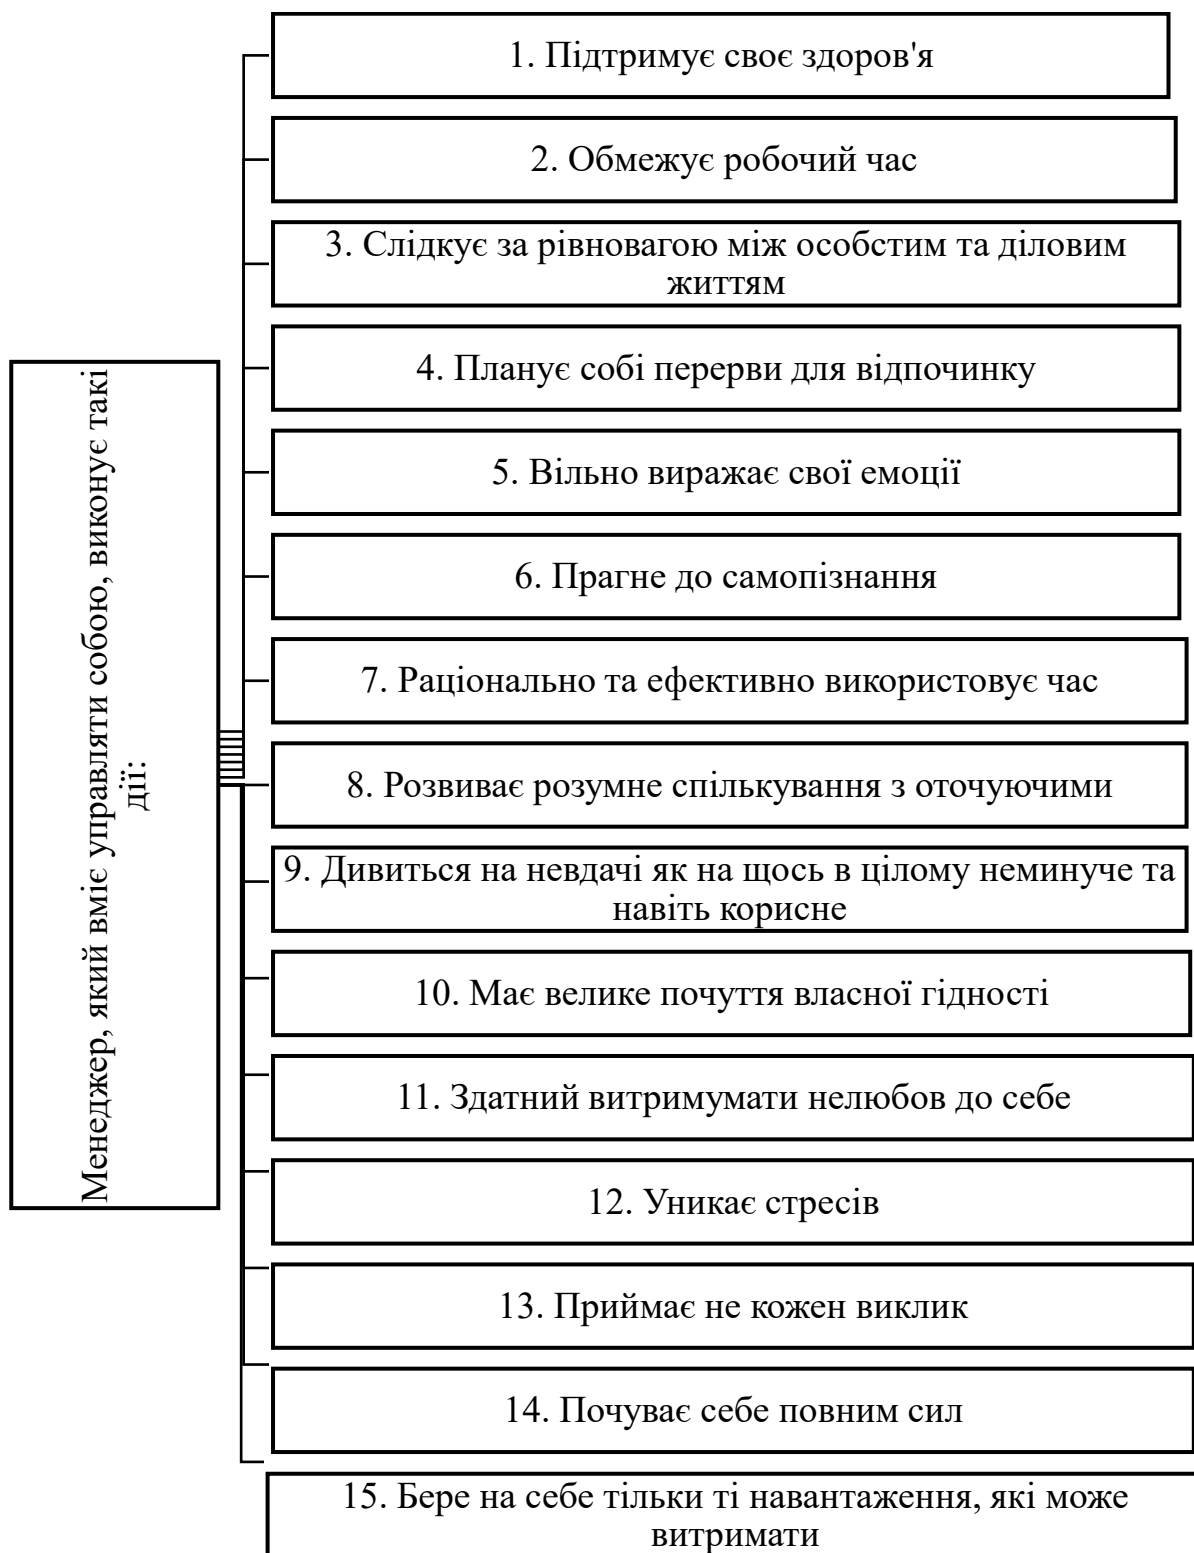 Менеджер, який вміє управляти собою, виконує такі
дії:
1. Підтримує своє здоров'я
2. Обмежує робочий час
3. Слідкує за рівновагою між особстим та діловим
життям
4. Планує собі перерви для відпочинку
5. Вільно виражає свої емоції
6. Прагне до самопізнання
7. Раціонально та ефективно використовує час
8. Розвиває розумне спількування з оточуючими
9. Дивиться на невдачі як на щось в цілому неминуче та
навіть корисне
10. Має велике почуття власної гідності
11. Здатний витримумати нелюбов до себе
12. Уникає стресів
13. Приймає не кожен виклик
14. Почуває себе повним сил
15. Бере на себе тільки ті навантаження, які може
витримати